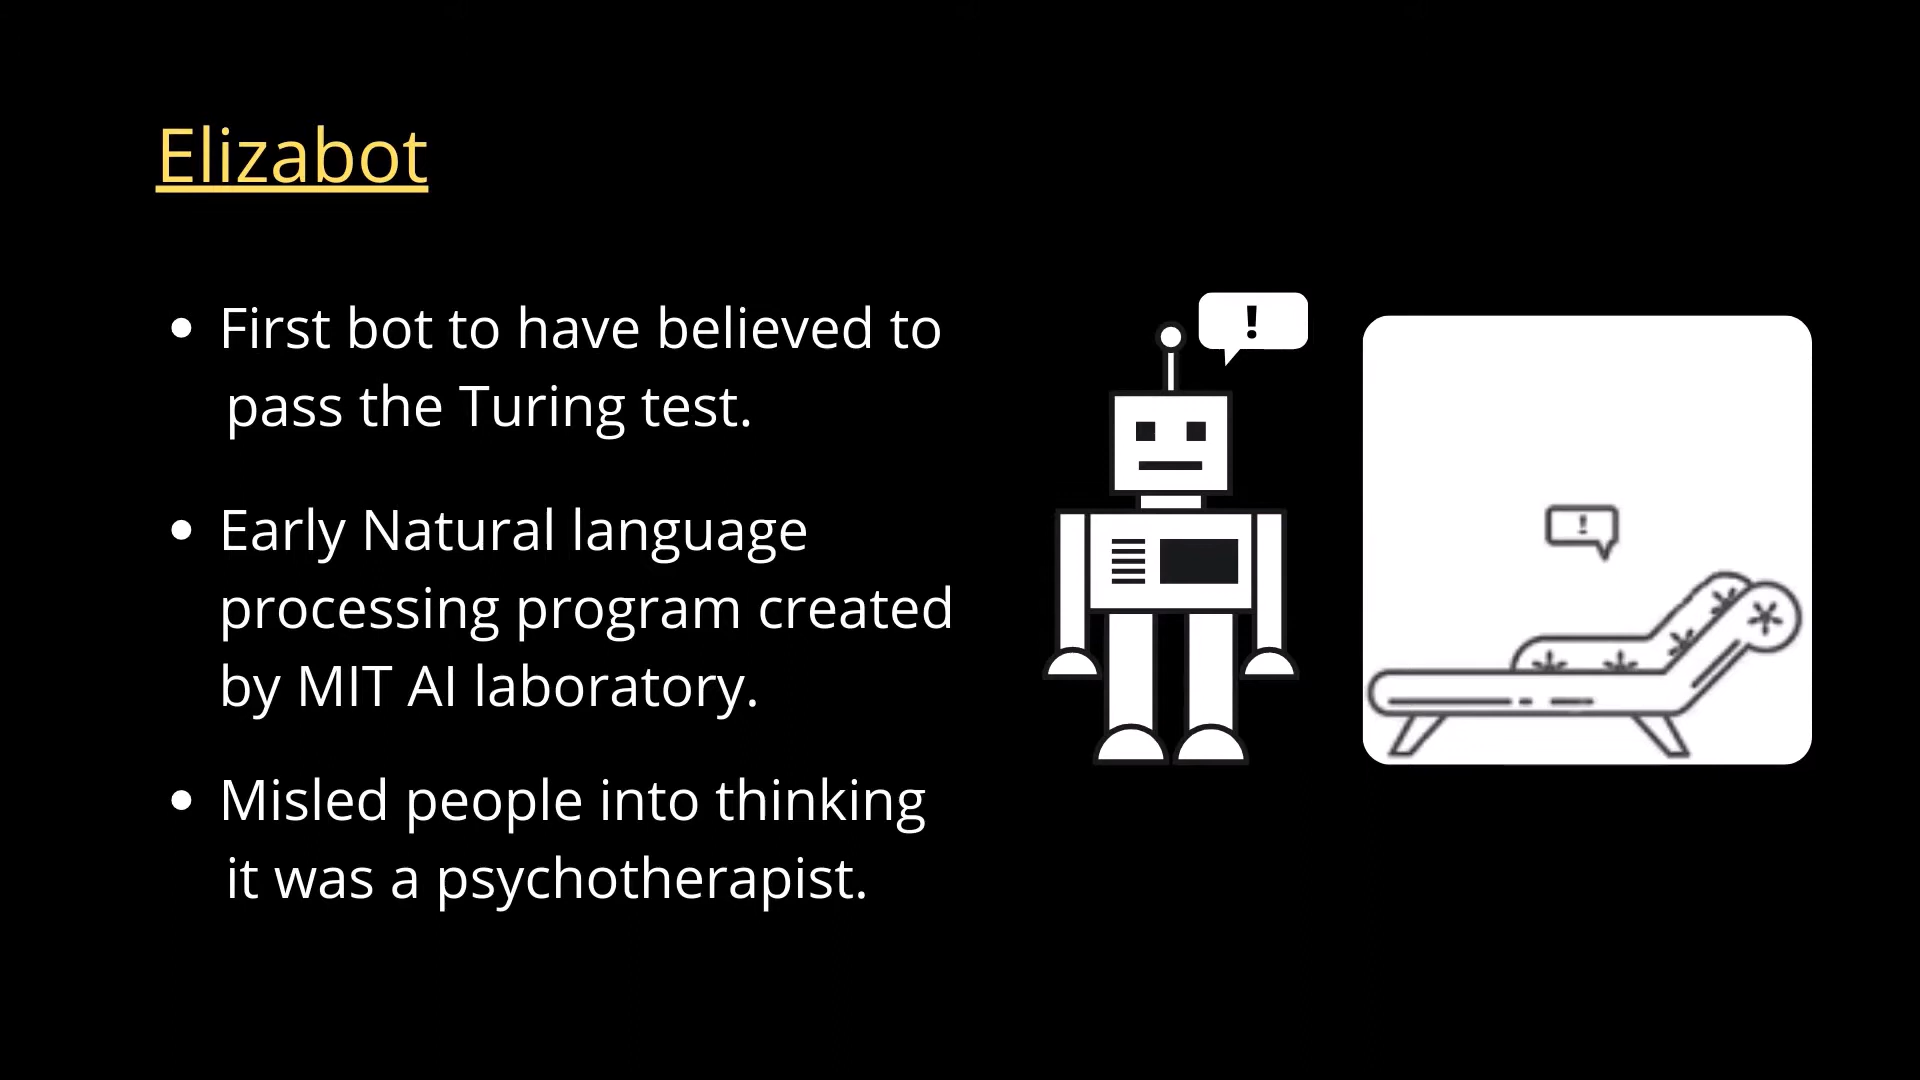 Elizabot
• First bot to have believed to
pass the Turing test.
• Early Natural language
processing program created
by MIT AI laboratory.
• Misled people into thinking
it was a psychotherapist.
!
!